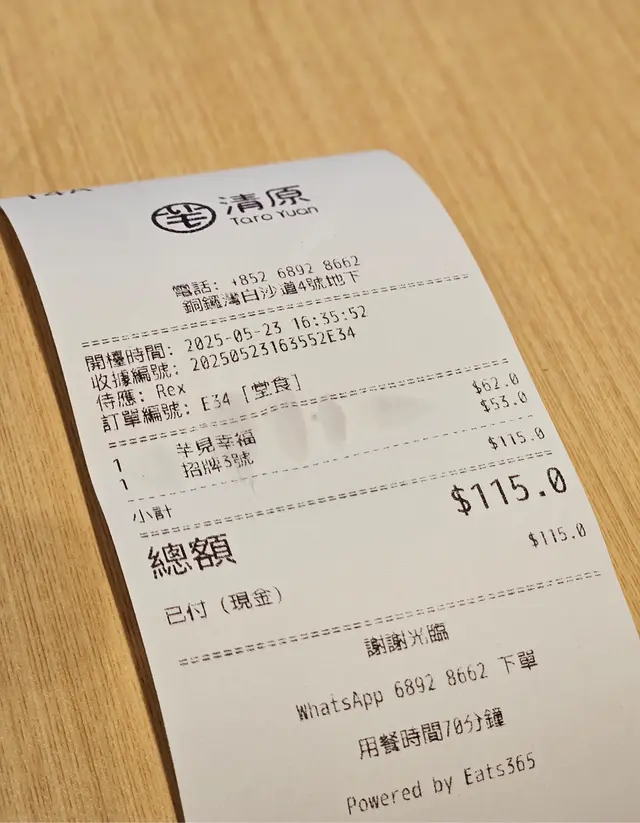 14A
芋 清原
Taro Yuan
電話: +852 6892 8662
銅鑼灣白沙道4號地下
開檯時間: 2025-05-23 16:35:52
收據編號: 20250523163552E34
侍應: Rex
訂單編號: E34 [堂食]
1 芋見幸福 $62.0
1 招牌3號 $53.0
小計 $115.0
總額 $115.0
已付 (現金) $115.0
謝謝光臨
WhatsApp 6892 8662 下單
用餐時間70分鐘
Powered by Eats365